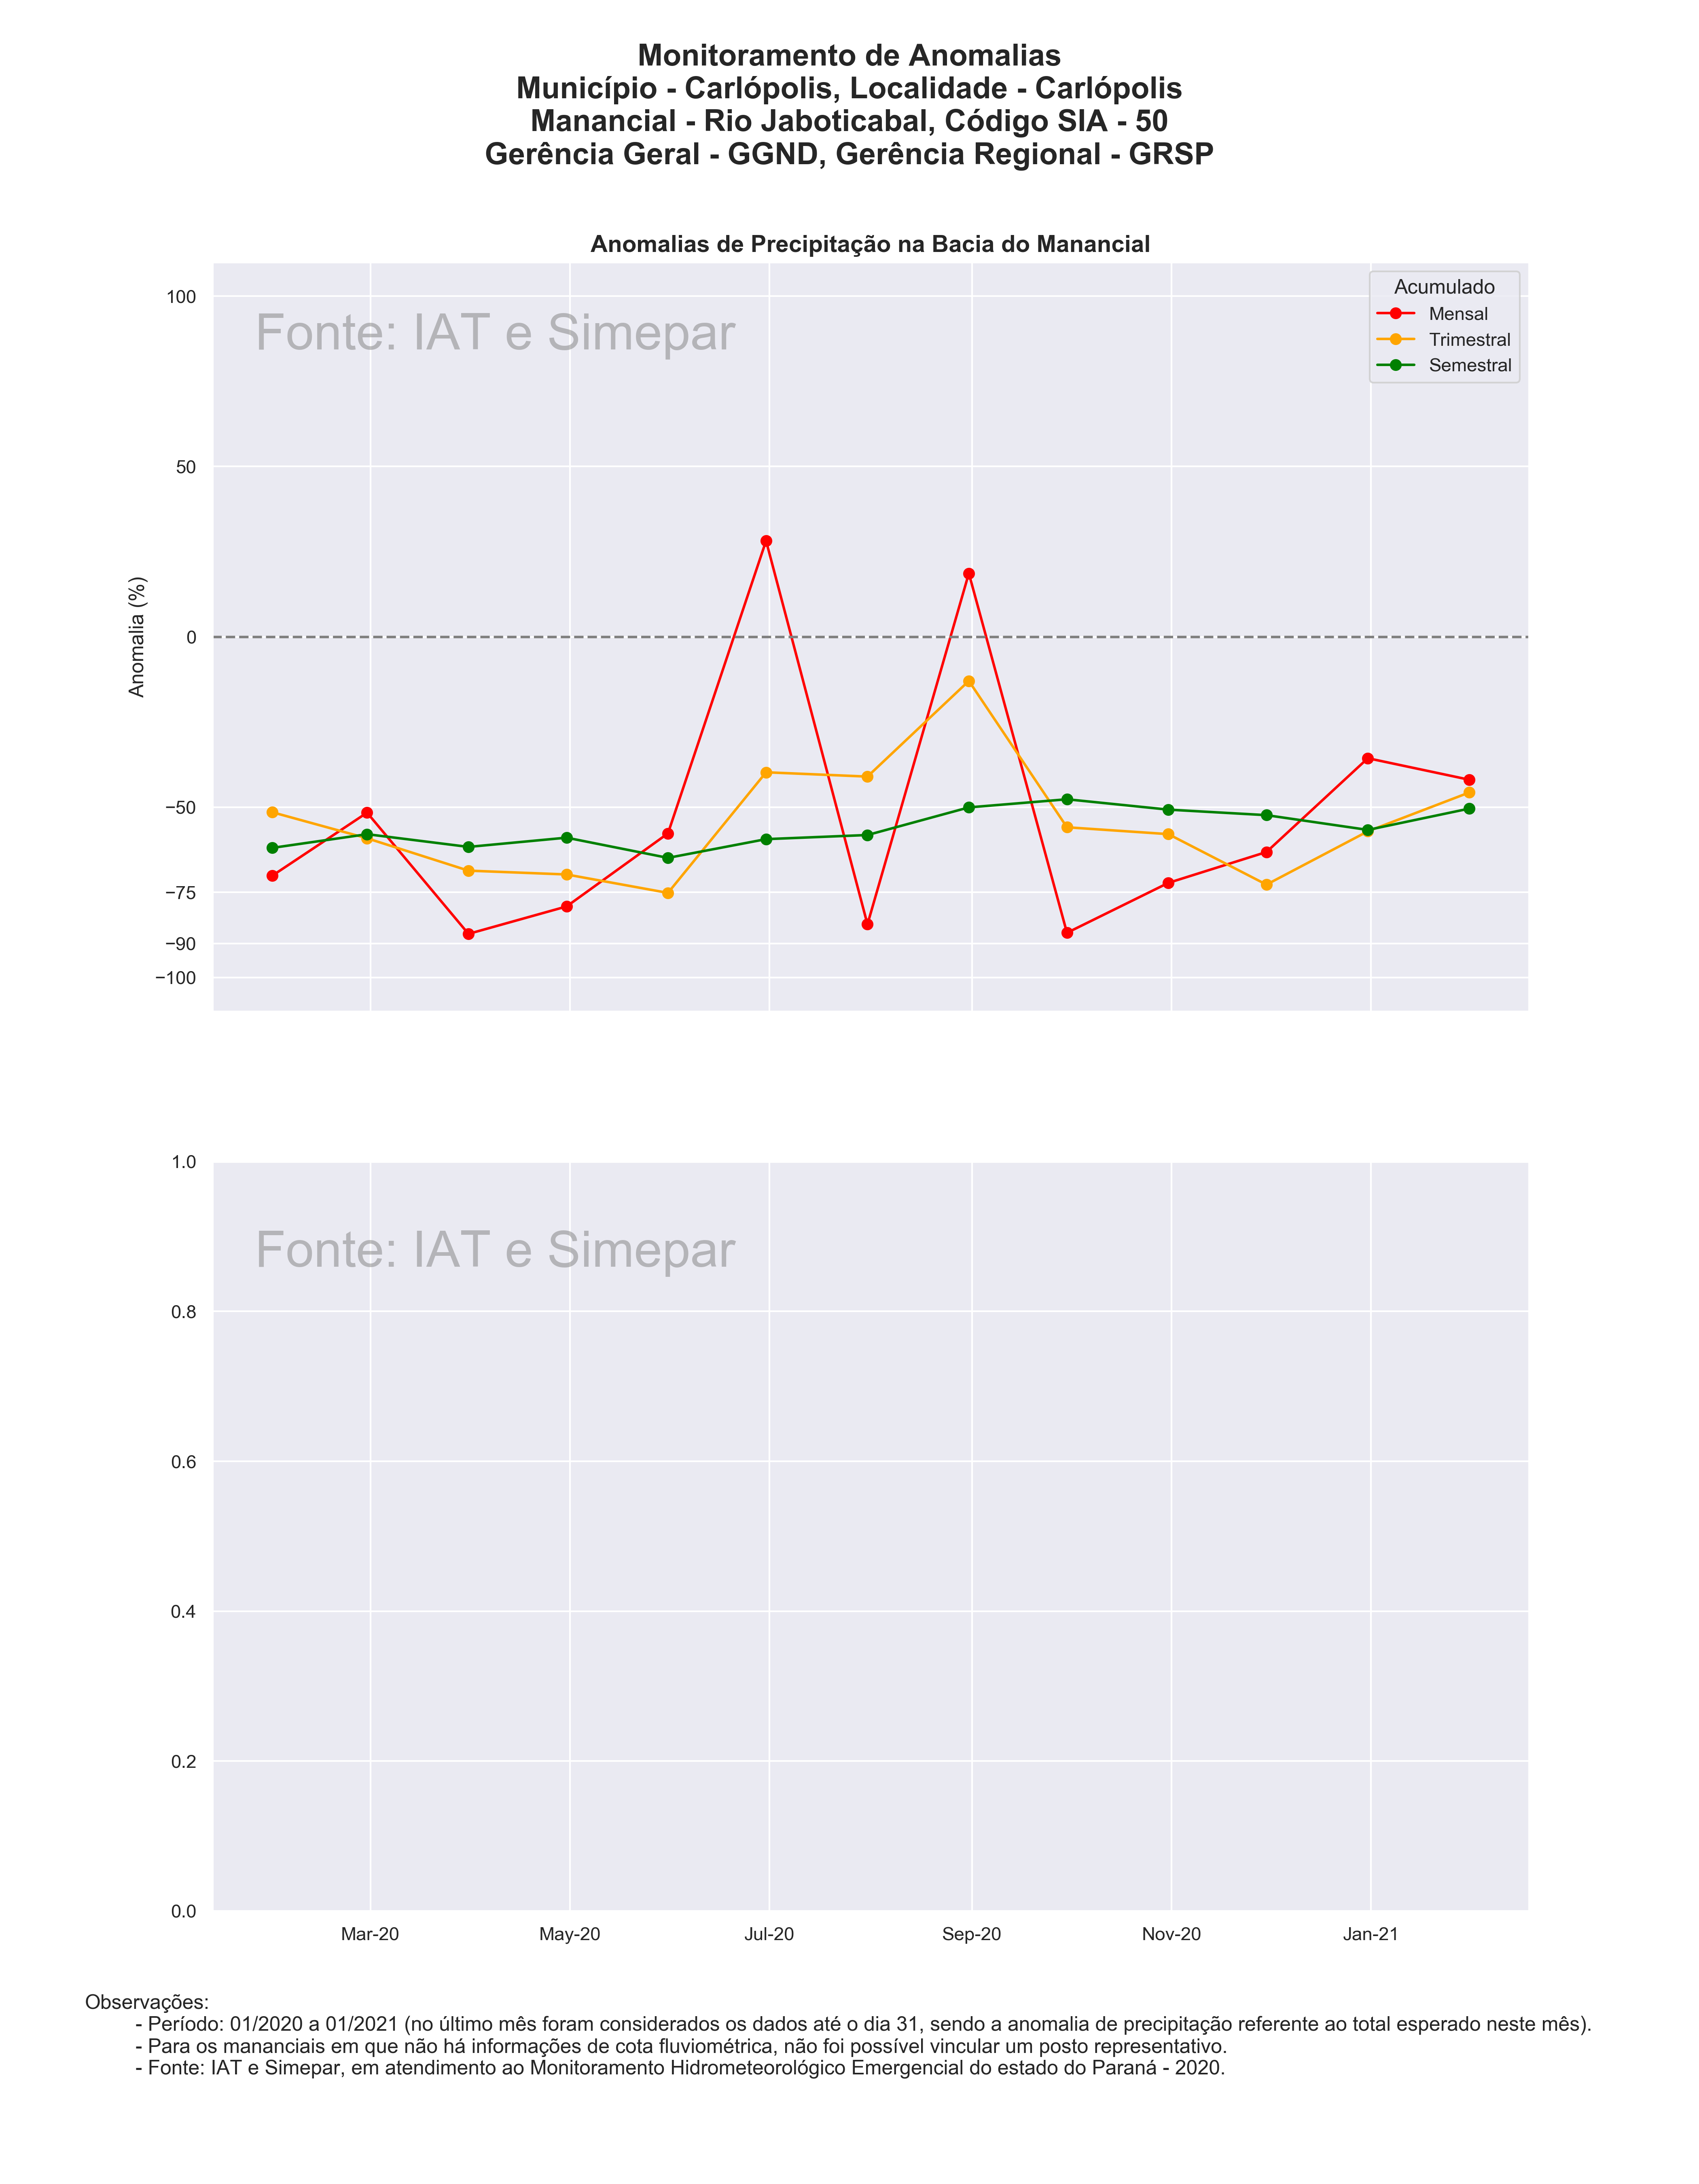 Monitoramento de Anomalias
Município - Carlópolis, Localidade - Carlópolis
Manancial - Rio Jaboticabal, Código SIA - 50
Gerência Geral - GGND, Gerência Regional - GRSP
Anomalias de Precipitação na Bacia do Manancial
Fonte: IAT e Simepar
Acumulado
Mensal
Trimestral
Semestral
Anomalia (%)
100
50
0
−50
−75
−90
−100
Fonte: IAT e Simepar
1.0
0.8
0.6
0.4
0.2
0.0
Mar-20 May-20 Jul-20 Sep-20 Nov-20 Jan-21
Observações:
- Período: 01/2020 a 01/2021 (no último mês foram considerados os dados até o dia 31, sendo a anomalia de precipitação referente ao total esperado neste mês).
- Para os mananciais em que não há informações de cota fluviométrica, não foi possível vincular um posto representativo.
- Fonte: IAT e Simepar, em atendimento ao Monitoramento Hidrometeorológico Emergencial do estado do Paraná - 2020.